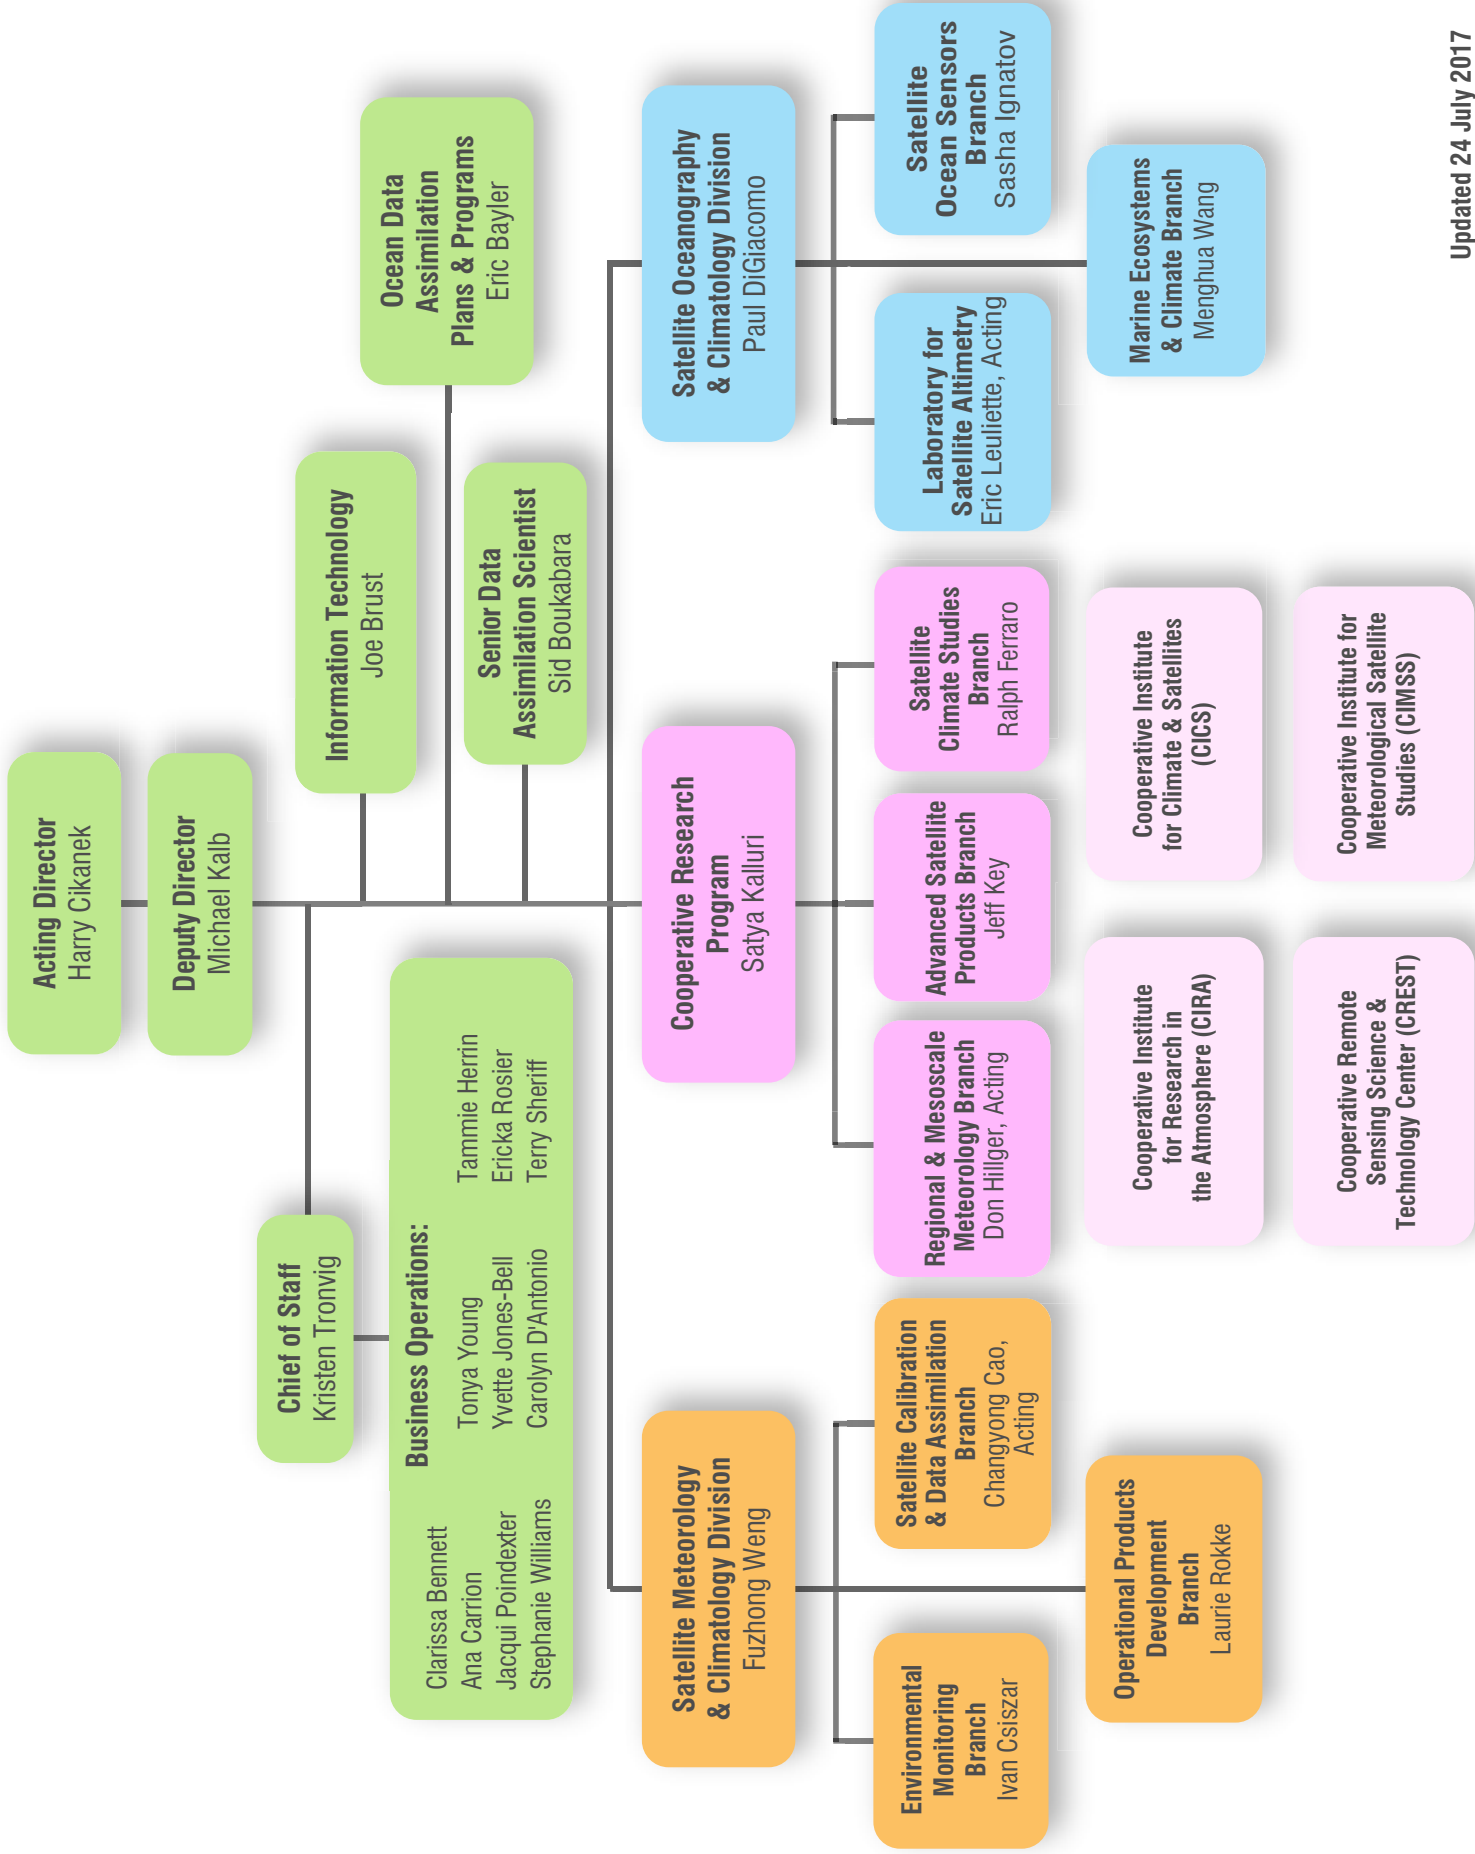 Acting Director
Harry Cikanek
Deputy Director
Michael Kalb
Chief of Staff
Kristen Tronvig
Information Technology
Joe Brust
Ocean Data
Assimilation
Plans & Programs
Eric Bayler
Business Operations:
Clarissa Bennett
Ana Carrion
Jacqui Poindexter
Stephanie Williams
Tonya Young
Yvette Jones-Bell
Carolyn D'Antonio
Tammie Herrin
Ericka Rosier
Terry Sheriff
Senior Data
Assimilation Scientist
Sid Boukabara
Satellite Meteorology
& Climatology Division
Fuzhong Weng
Cooperative Research
Program
Satya Kalluri
Satellite Oceanography
& Climatology Division
Paul DiGiacomo
Environmental
Monitoring
Branch
Ivan Csiszar
Satellite Calibration
& Data Assimilation
Branch
Changyong Cao,
Acting
Regional & Mesoscale
Meteorology Branch
Don Hillger, Acting
Advanced Satellite
Products Branch
Jeff Key
Satellite
Climate Studies
Branch
Ralph Ferraro
Laboratory for
Satellite Altimetry
Eric Leuliette, Acting
Satellite
Ocean Sensors
Branch
Sasha Ignatov
Operational Products
Development
Branch
Laurie Rokke
Cooperative Institute
for Research in
the Atmosphere (CIRA)
Cooperative Institute
for Climate & Satellites
(CICS)
Marine Ecosystems
& Climate Branch
Menghua Wang
Cooperative Remote
Sensing Science &
Technology Center (CREST)
Cooperative Institute for
Meteorological Satellite
Studies (CIMSS)
Updated 24 July 2017